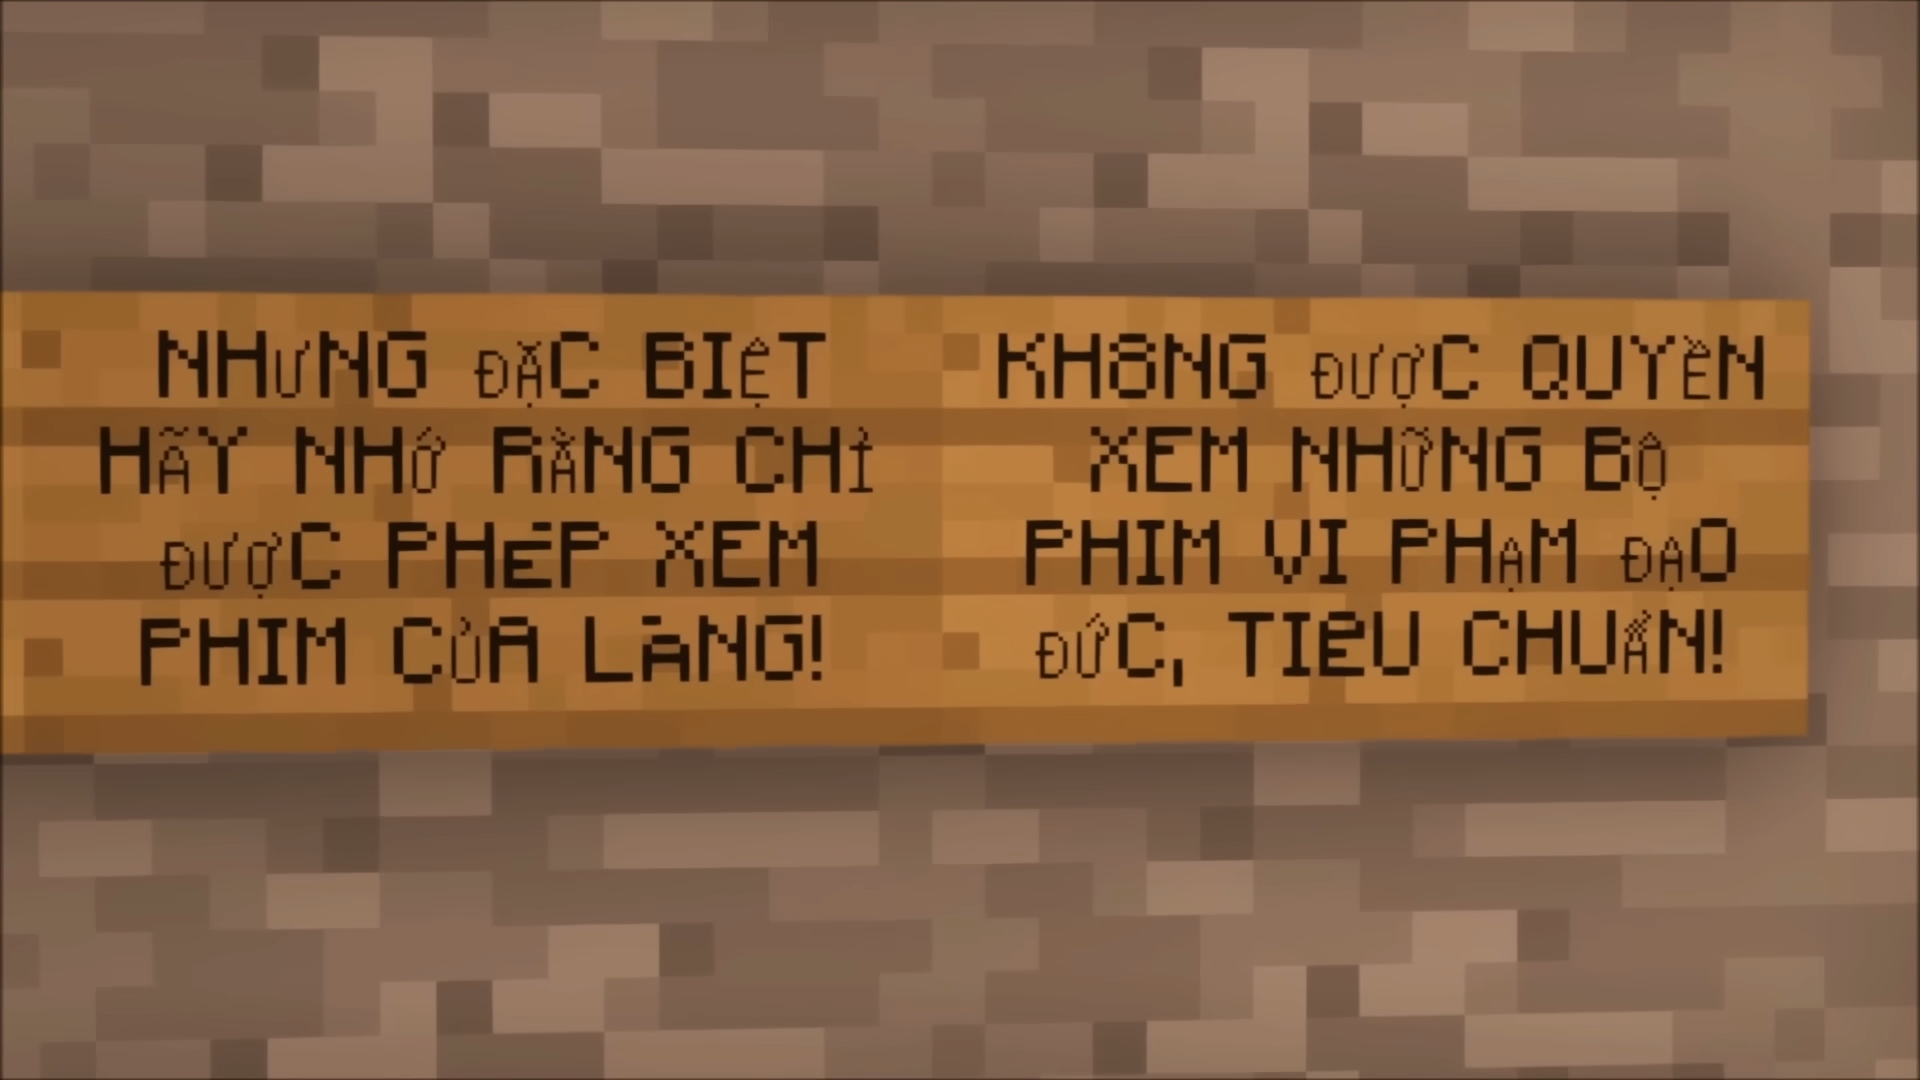 NHƯNG ĐẶC BIỆT
HÃY NHỚ RẰNG CHỈ
ĐƯỢC PHÉP XEM
PHIM CỦA LÀNG!
KHÔNG ĐƯỢC QUYỀN
XEM NHỮNG BỘ
PHIM VI PHẠM ĐẠO
ĐỨC, TIÊU CHUẨN!